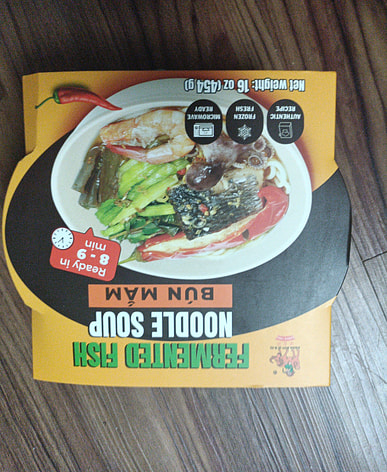 FERMENTED FISH
NOODLE SOUP
BÚN MẮM
Ready in
8 - 9
min
AUTHENTIC
RECIPE
FROZEN
FRESH
MICROWAVE
READY
Net weight: 16 oz (454 g)